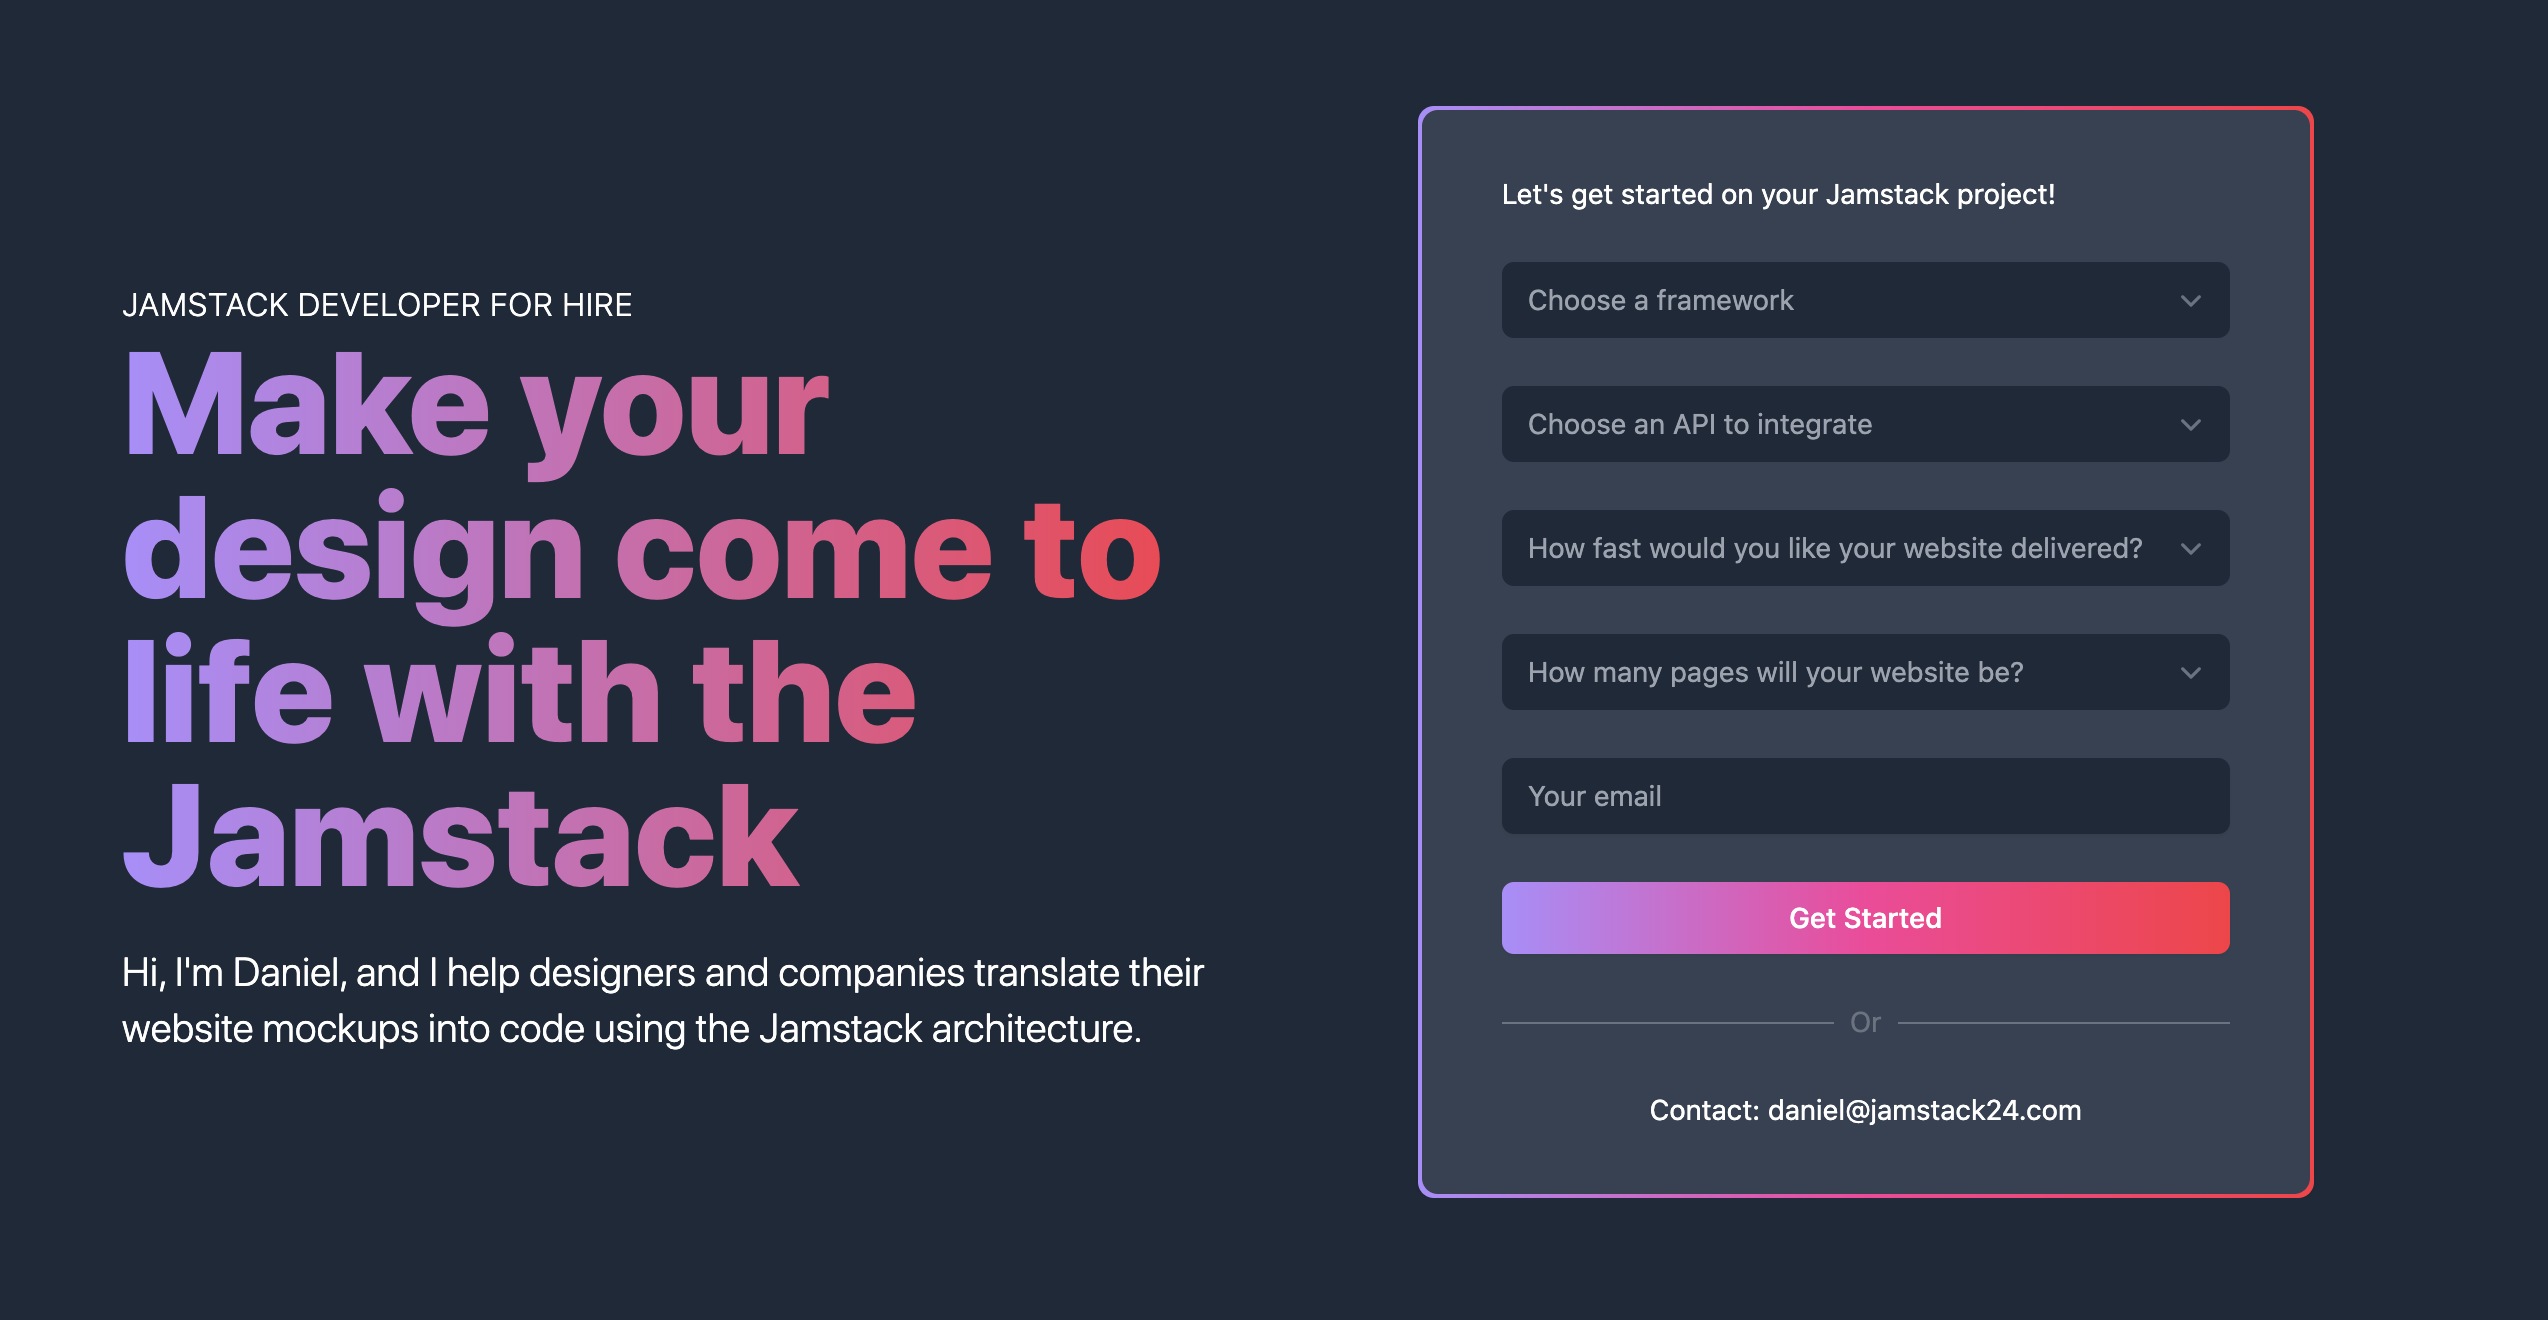 JAMSTACK DEVELOPER FOR HIRE
Make your
design come to
life with the
Jamstack
Hi, I'm Daniel, and I help designers and companies translate their
website mockups into code using the Jamstack architecture.
Let's get started on your Jamstack project!
Choose a framework
Choose an API to integrate
How fast would you like your website delivered?
How many pages will your website be?
Your email
Get Started
Or
Contact: daniel@jamstack24.com